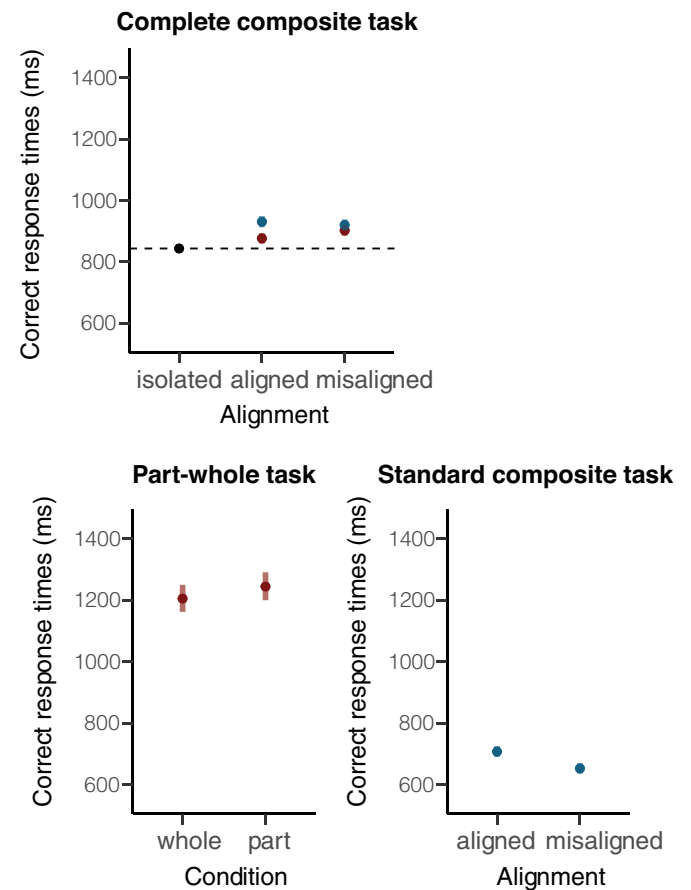 Complete composite task
Correct response times (ms)
1400
1200
1000
800
600
isolated aligned misaligned
Alignment
Part-whole task
Correct response times (ms)
1400
1200
1000
800
600
whole part
Condition
Standard composite task
Correct response times (ms)
1400
1200
1000
800
600
aligned misaligned
Alignment